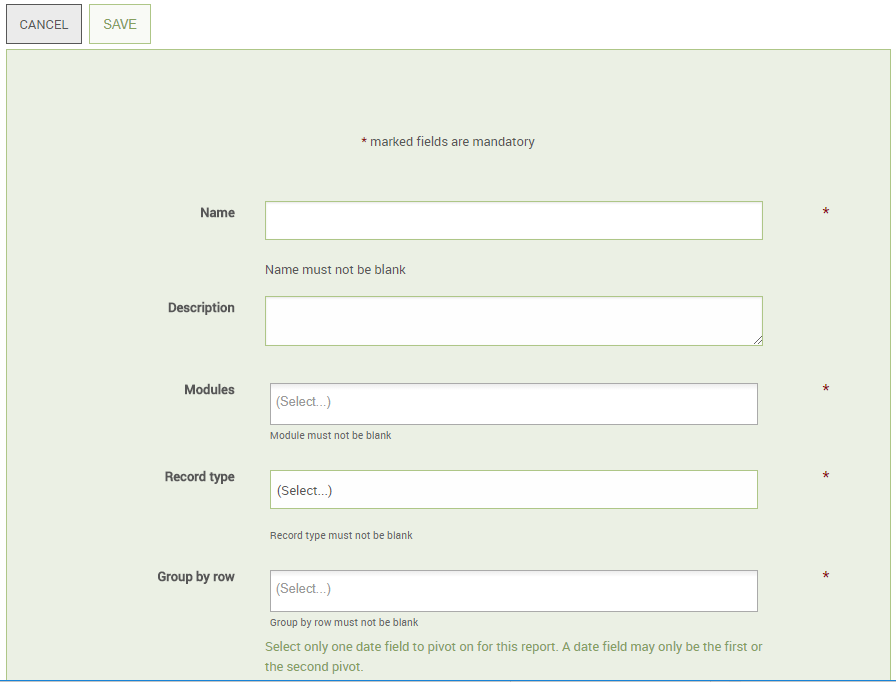 CANCEL SAVE
* marked fields are mandatory
Name *
Name must not be blank
Description
Modules (Select...) *
Module must not be blank
Record type (Select...) *
Record type must not be blank
Group by row (Select...) *
Group by row must not be blank
Select only one date field to pivot on for this report. A date field may only be the first or
the second pivot.